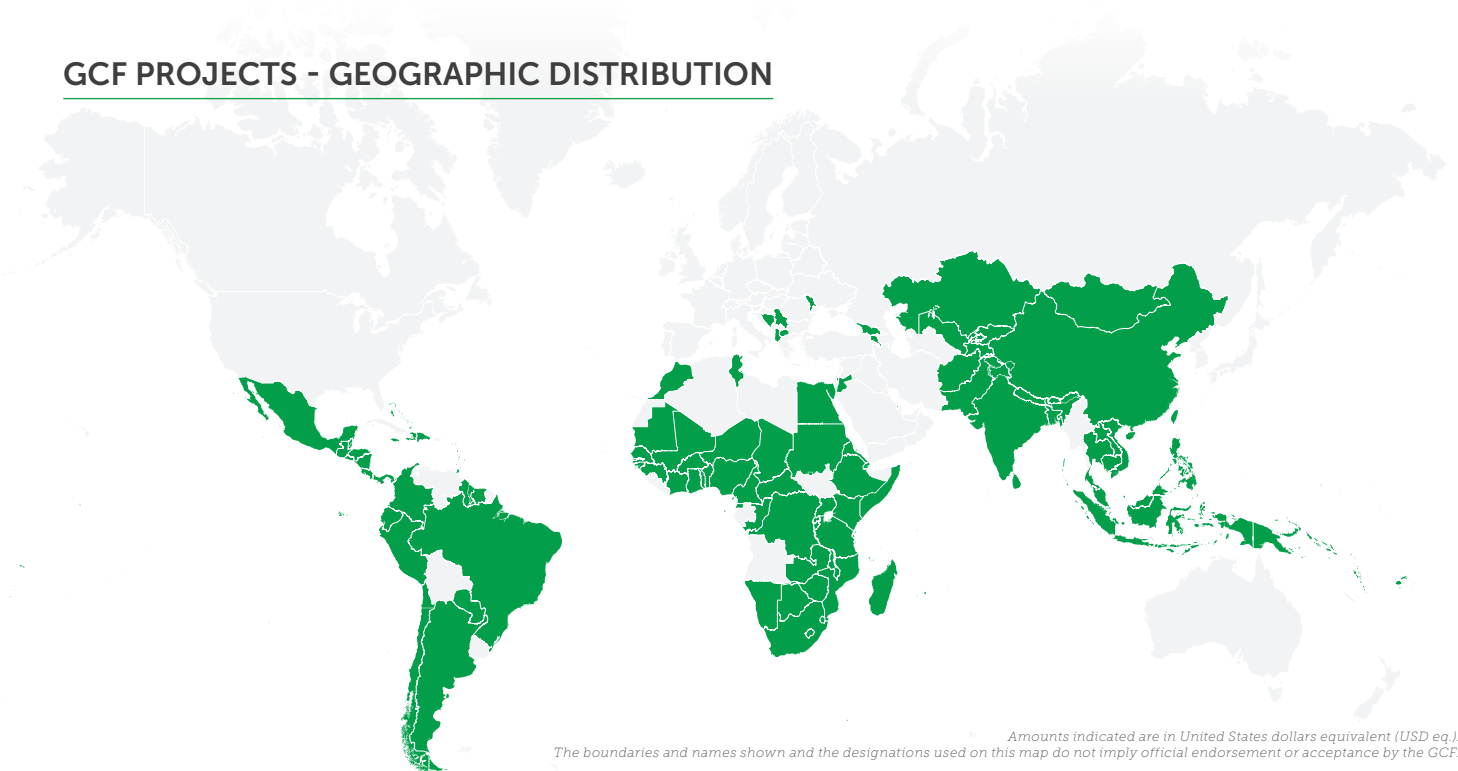 GCF PROJECTS - GEOGRAPHIC DISTRIBUTION
Amounts indicated are in United States dollars equivalent (USD eq.).
The boundaries and names shown and the designations used on this map do not imply official endorsement or acceptance by the GCF.